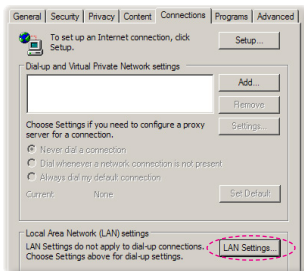 General Security Privacy Content Connections Programs Advanced
To set up an Internet connection, click
Setup.
Setup...
Dial-up and Virtual Private Network settings
Add...
Remove
Choose Settings if you need to configure a proxy
server for a connection.
Settings...
Never dial a connection
Dial whenever a network connection is not present
Always dial my default connection
Current None
Set Default
Local Area Network (LAN) settings
LAN Settings do not apply to dial-up connections.
Choose Settings above for dial-up settings.
LAN Settings...